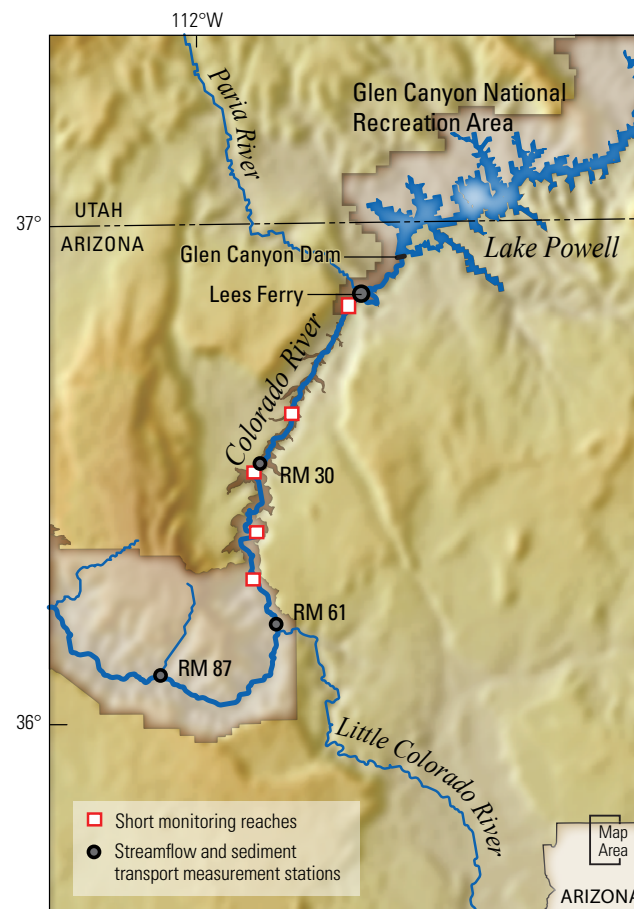 112°W
Paria River
Glen Canyon National
Recreation Area
37°
UTAH
ARIZONA
Glen Canyon Dam
Lake Powell
Lees Ferry
Colorado River
RM 30
RM 61
RM 87
36°
Little Colorado River
Short monitoring reaches
Streamflow and sediment
transport measurement stations
Map
Area
ARIZONA